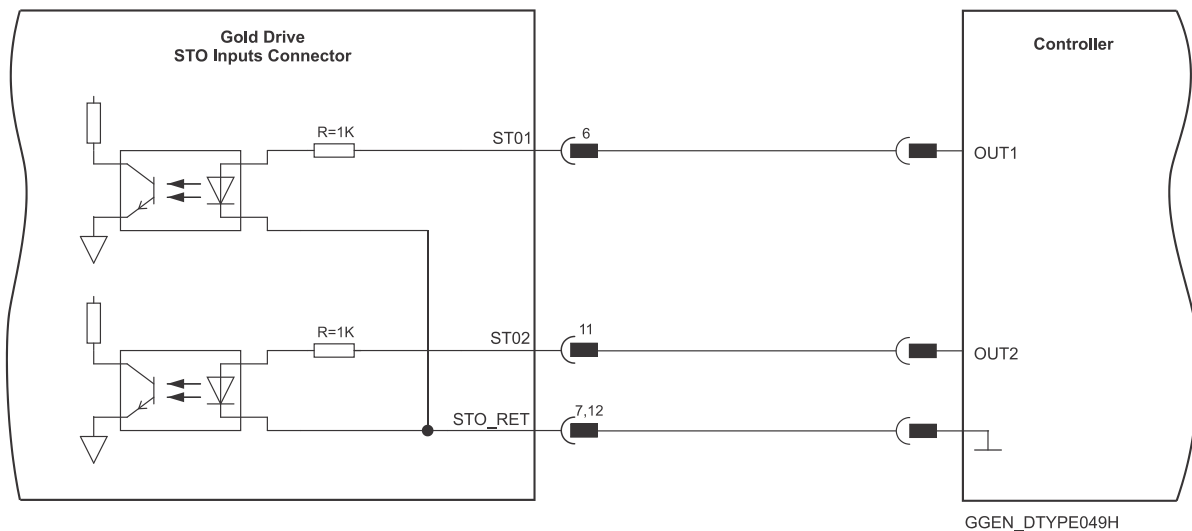 Gold Drive
STO Inputs Connector
Controller
R=1K
ST01
6
OUT1
R=1K
ST02
11
OUT2
STO_RET
7,12
GGEN_DTYPE049H